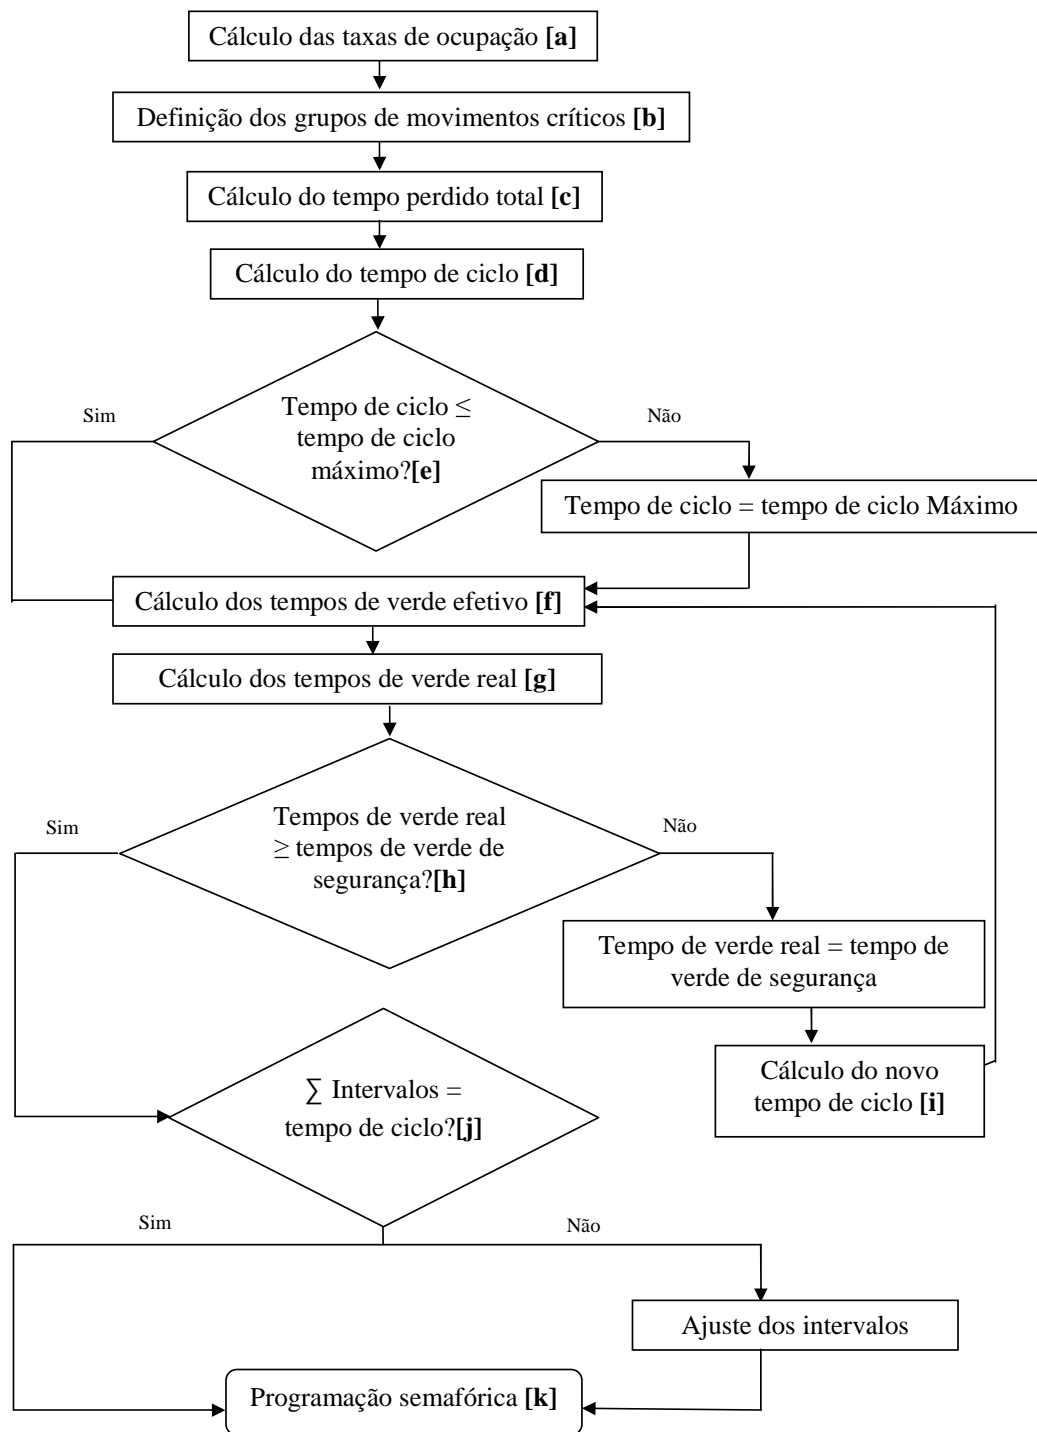 Cálculo das taxas de ocupação [a]
Definição dos grupos de movimentos críticos [b]
Cálculo do tempo perdido total [c]
Cálculo do tempo de ciclo [d]
Tempo de ciclo ≤
tempo de ciclo
máximo?[e]
Sim
Não
Tempo de ciclo = tempo de ciclo Máximo
Cálculo dos tempos de verde efetivo [f]
Cálculo dos tempos de verde real [g]
Tempos de verde real
≥ tempos de verde de
segurança?[h]
Sim
Não
Tempo de verde real = tempo de
verde de segurança
Cálculo do novo
tempo de ciclo [i]
∑ Intervalos =
tempo de ciclo?[j]
Sim
Não
Ajuste dos intervalos
Programação semafórica [k]